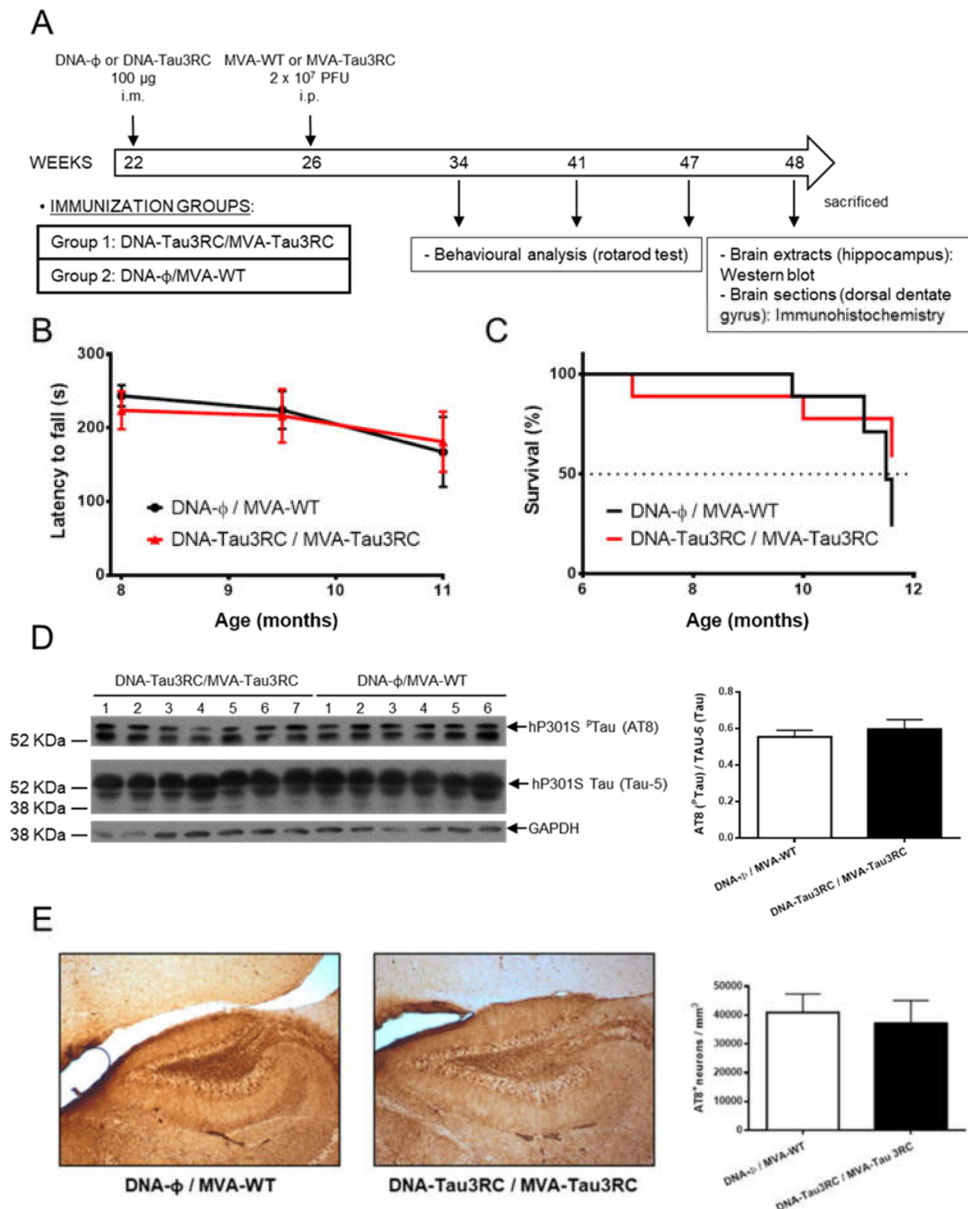 A
DNA-ϕ or DNA-Tau3RC
100 µg
i.m.
MVA-WT or MVA-Tau3RC
2 x 10⁷ PFU
i.p.
WEEKS
22
26
34
41
47
48
sacrificed
• IMMUNIZATION GROUPS:
Group 1: DNA-Tau3RC/MVA-Tau3RC
Group 2: DNA-ϕ/MVA-WT
- Behavioural analysis (rotarod test)
- Brain extracts (hippocampus):
Western blot
- Brain sections (dorsal dentate
gyrus): Immunohistochemistry
B
Latency to fall (s)
300
200
100
0
DNA-ϕ / MVA-WT
DNA-Tau3RC / MVA-Tau3RC
8 9 10 11
Age (months)
C
Survival (%)
100
50
0
DNA-ϕ / MVA-WT
DNA-Tau3RC / MVA-Tau3RC
6 8 10 12
Age (months)
D
DNA-Tau3RC/MVA-Tau3RC
DNA-ϕ/MVA-WT
1 2 3 4 5 6 7 1 2 3 4 5 6
52 KDa
hP301S ᵖTau (AT8)
52 KDa
38 KDa
hP301S Tau (Tau-5)
38 KDa
GAPDH
AT8 (ᵖTau) / TAU-5 (Tau)
0.8
0.6
0.4
0.2
0.0
DNA-ϕ / MVA-WT
DNA-Tau3RC / MVA-Tau3RC
E
DNA-ϕ / MVA-WT
DNA-Tau3RC / MVA-Tau3RC
AT8⁺ neurons / mm³
50000
40000
30000
20000
10000
0
DNA-ϕ / MVA-WT
DNA-Tau3RC / MVA-Tau 3RC